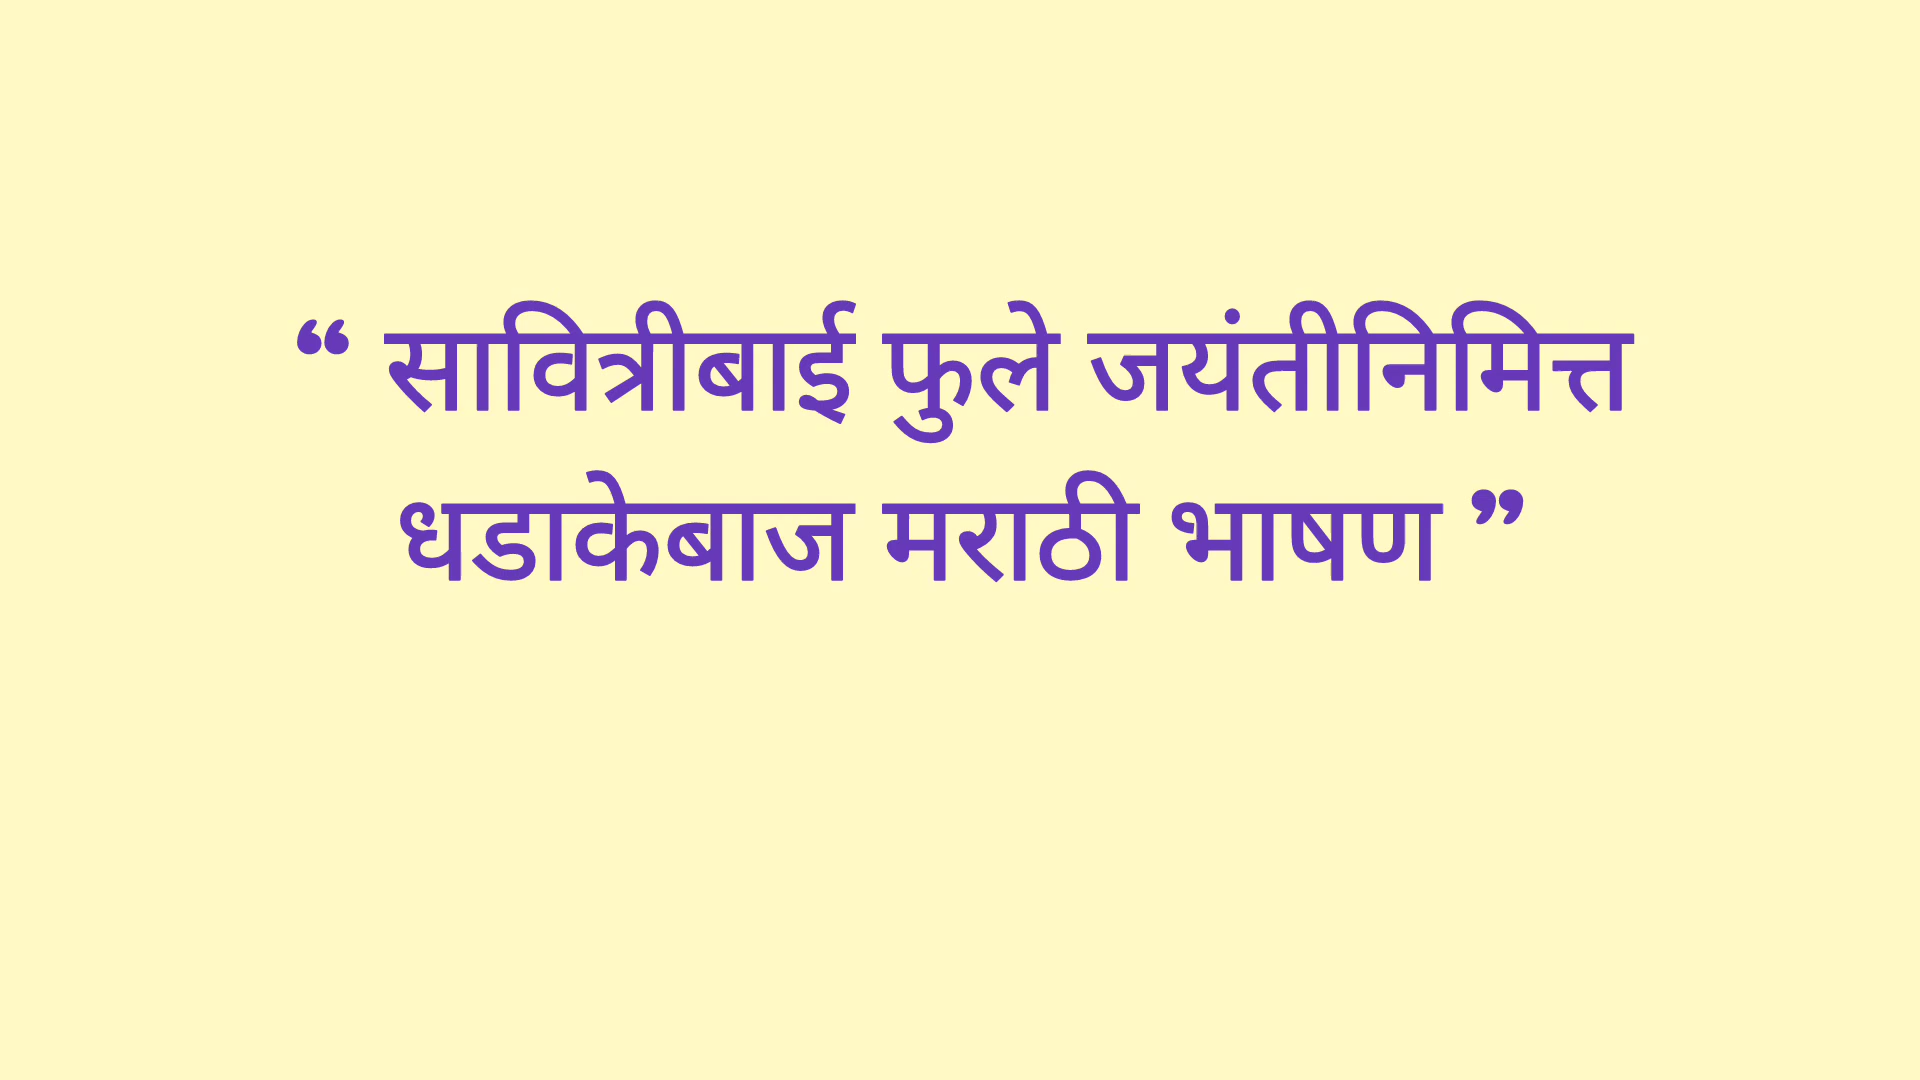 “ सावित्रीबाई फुले जयंतीनिमित्त
धडाकेबाज मराठी भाषण ”